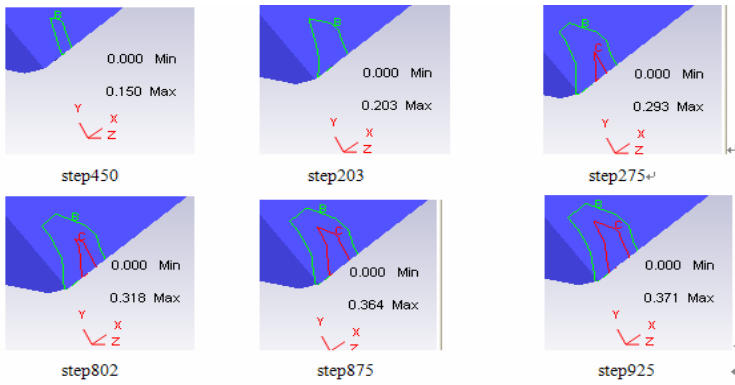 B
0.000 Min
0.150 Max
Y
X
Z
step450
B
0.000 Min
0.203 Max
Y
X
Z
step203
B
C
0.000 Min
0.293 Max
Y
X
Z
step275↵
B
C
0.000 Min
0.318 Max
Y
X
Z
step802
B
C
0.000 Min
0.364 Max
Y
X
Z
step875
B
C
0.000 Min
0.371 Max
Y
X
Z
step925